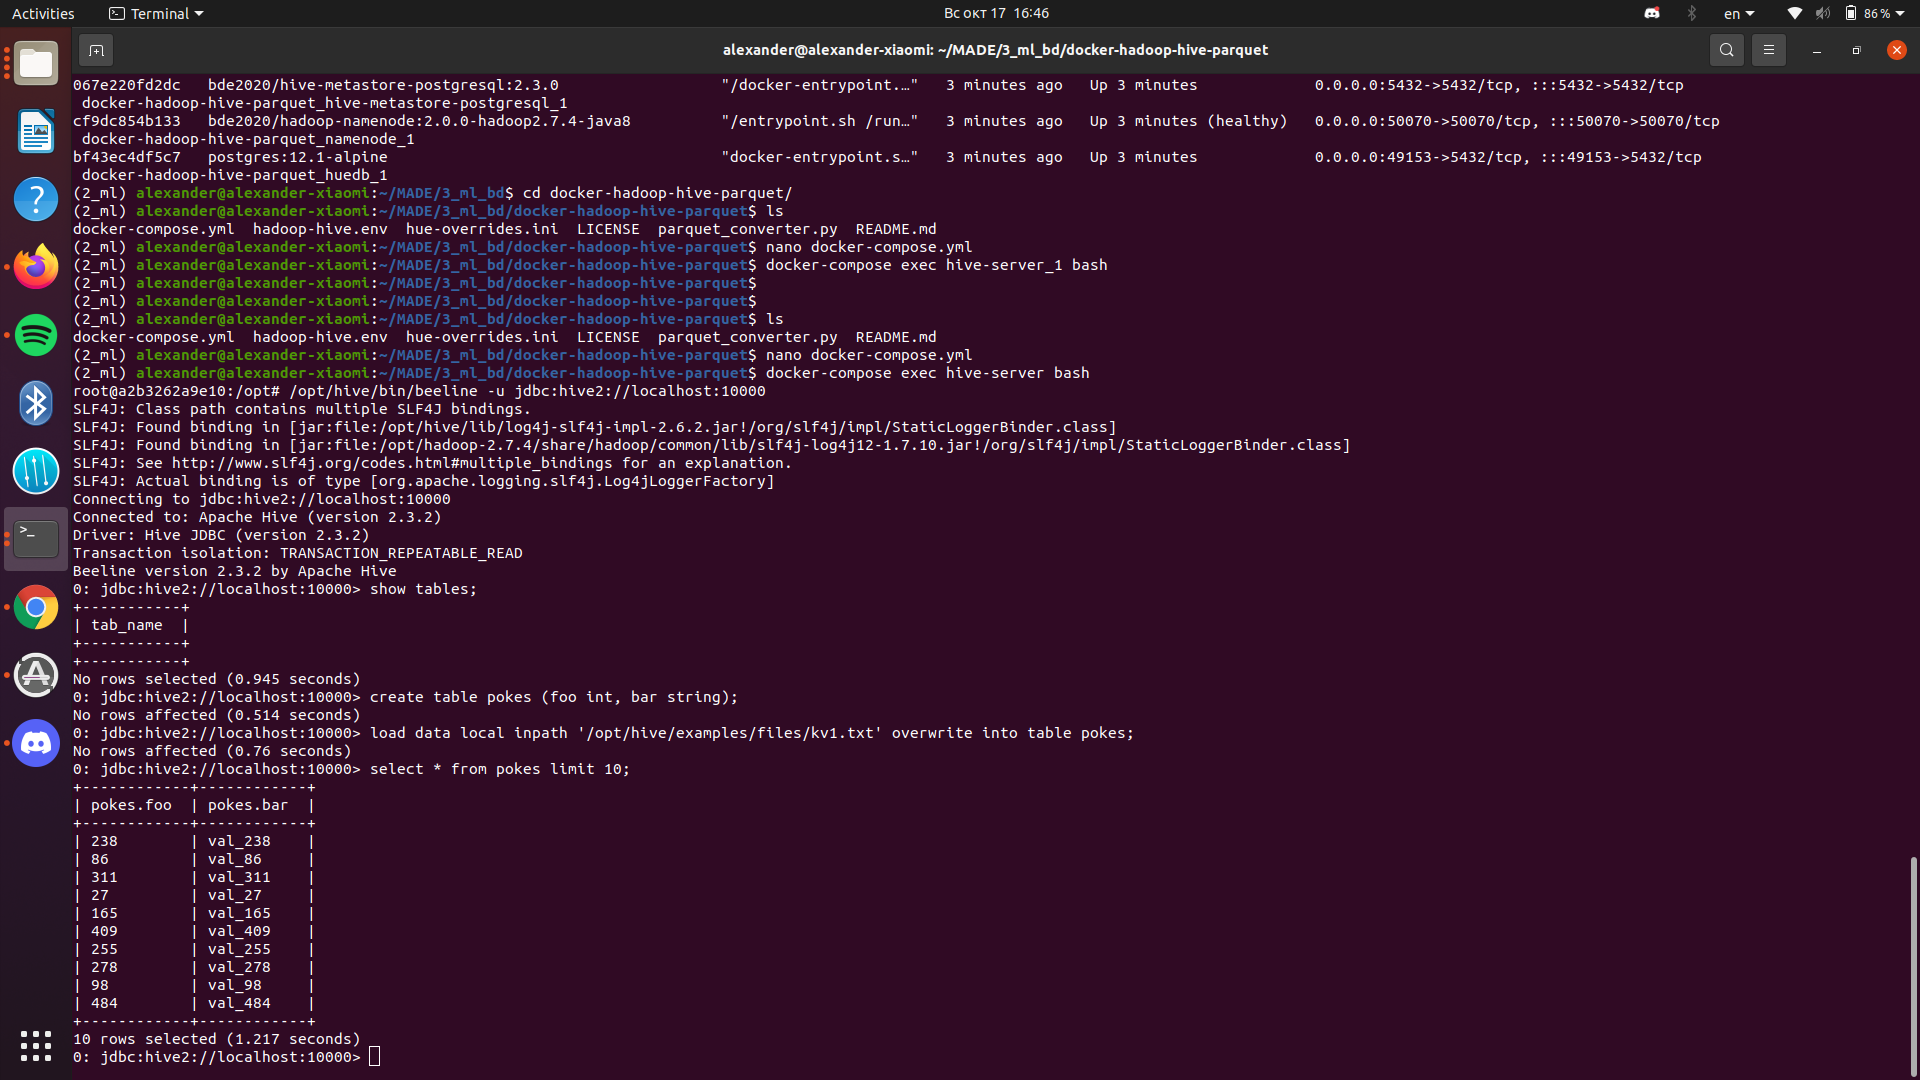 Activities Terminal Вс окт 17 16:46 en 86 %
alexander@alexander-xiaomi: ~/MADE/3_ml_bd/docker-hadoop-hive-parquet
067e220fd2dc   bde2020/hive-metastore-postgresql:2.3.0                  "/docker-entrypoint.…"   3 minutes ago   Up 3 minutes             0.0.0.0:5432->5432/tcp, :::5432->5432/tcp
 docker-hadoop-hive-parquet_hive-metastore-postgresql_1
cf9dc854b133   bde2020/hadoop-namenode:2.0.0-hadoop2.7.4-java8          "/entrypoint.sh /run…"   3 minutes ago   Up 3 minutes (healthy)   0.0.0.0:50070->50070/tcp, :::50070->50070/tcp
 docker-hadoop-hive-parquet_namenode_1
bf43ec4df5c7   postgres:12.1-alpine                                     "docker-entrypoint.s…"   3 minutes ago   Up 3 minutes             0.0.0.0:49153->5432/tcp, :::49153->5432/tcp
 docker-hadoop-hive-parquet_huedb_1
(2_ml) alexander@alexander-xiaomi:~/MADE/3_ml_bd$ cd docker-hadoop-hive-parquet/
(2_ml) alexander@alexander-xiaomi:~/MADE/3_ml_bd/docker-hadoop-hive-parquet$ ls
docker-compose.yml  hadoop-hive.env  hue-overrides.ini  LICENSE  parquet_converter.py  README.md
(2_ml) alexander@alexander-xiaomi:~/MADE/3_ml_bd/docker-hadoop-hive-parquet$ nano docker-compose.yml
(2_ml) alexander@alexander-xiaomi:~/MADE/3_ml_bd/docker-hadoop-hive-parquet$ docker-compose exec hive-server_1 bash
(2_ml) alexander@alexander-xiaomi:~/MADE/3_ml_bd/docker-hadoop-hive-parquet$
(2_ml) alexander@alexander-xiaomi:~/MADE/3_ml_bd/docker-hadoop-hive-parquet$
(2_ml) alexander@alexander-xiaomi:~/MADE/3_ml_bd/docker-hadoop-hive-parquet$ ls
docker-compose.yml  hadoop-hive.env  hue-overrides.ini  LICENSE  parquet_converter.py  README.md
(2_ml) alexander@alexander-xiaomi:~/MADE/3_ml_bd/docker-hadoop-hive-parquet$ nano docker-compose.yml
(2_ml) alexander@alexander-xiaomi:~/MADE/3_ml_bd/docker-hadoop-hive-parquet$ docker-compose exec hive-server bash
root@a2b3262a9e10:/opt# /opt/hive/bin/beeline -u jdbc:hive2://localhost:10000
SLF4J: Class path contains multiple SLF4J bindings.
SLF4J: Found binding in [jar:file:/opt/hive/lib/log4j-slf4j-impl-2.6.2.jar!/org/slf4j/impl/StaticLoggerBinder.class]
SLF4J: Found binding in [jar:file:/opt/hadoop-2.7.4/share/hadoop/common/lib/slf4j-log4j12-1.7.10.jar!/org/slf4j/impl/StaticLoggerBinder.class]
SLF4J: See http://www.slf4j.org/codes.html#multiple_bindings for an explanation.
SLF4J: Actual binding is of type [org.apache.logging.slf4j.Log4jLoggerFactory]
Connecting to jdbc:hive2://localhost:10000
Connected to: Apache Hive (version 2.3.2)
Driver: Hive JDBC (version 2.3.2)
Transaction isolation: TRANSACTION_REPEATABLE_READ
Beeline version 2.3.2 by Apache Hive
0: jdbc:hive2://localhost:10000> show tables;
+-----------+
| tab_name  |
+-----------+
+-----------+
No rows selected (0.945 seconds)
0: jdbc:hive2://localhost:10000> create table pokes (foo int, bar string);
No rows affected (0.514 seconds)
0: jdbc:hive2://localhost:10000> load data local inpath '/opt/hive/examples/files/kv1.txt' overwrite into table pokes;
No rows affected (0.76 seconds)
0: jdbc:hive2://localhost:10000> select * from pokes limit 10;
+------------+------------+
| pokes.foo  | pokes.bar  |
+------------+------------+
| 238        | val_238    |
| 86         | val_86     |
| 311        | val_311    |
| 27         | val_27     |
| 165        | val_165    |
| 409        | val_409    |
| 255        | val_255    |
| 278        | val_278    |
| 98         | val_98     |
| 484        | val_484    |
+------------+------------+
10 rows selected (1.217 seconds)
0: jdbc:hive2://localhost:10000>